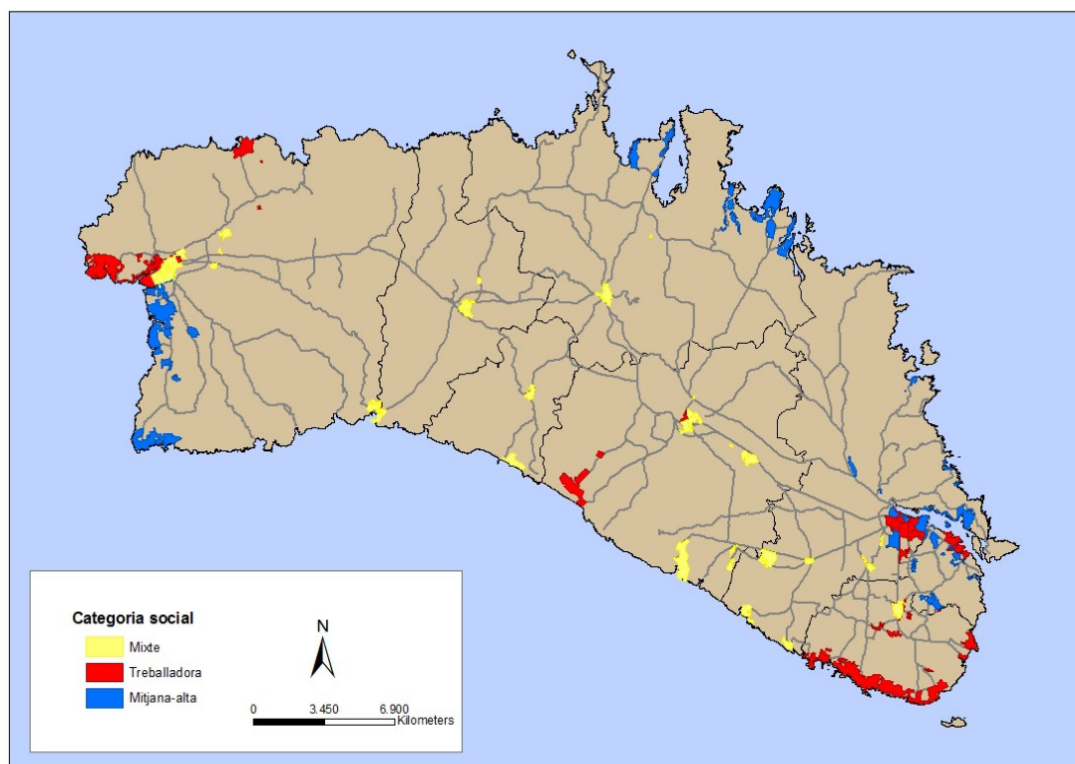 Categoria social
Mixte
Treballadora
Mitjana-alta
N
0 3.450 6.900
Kilometers